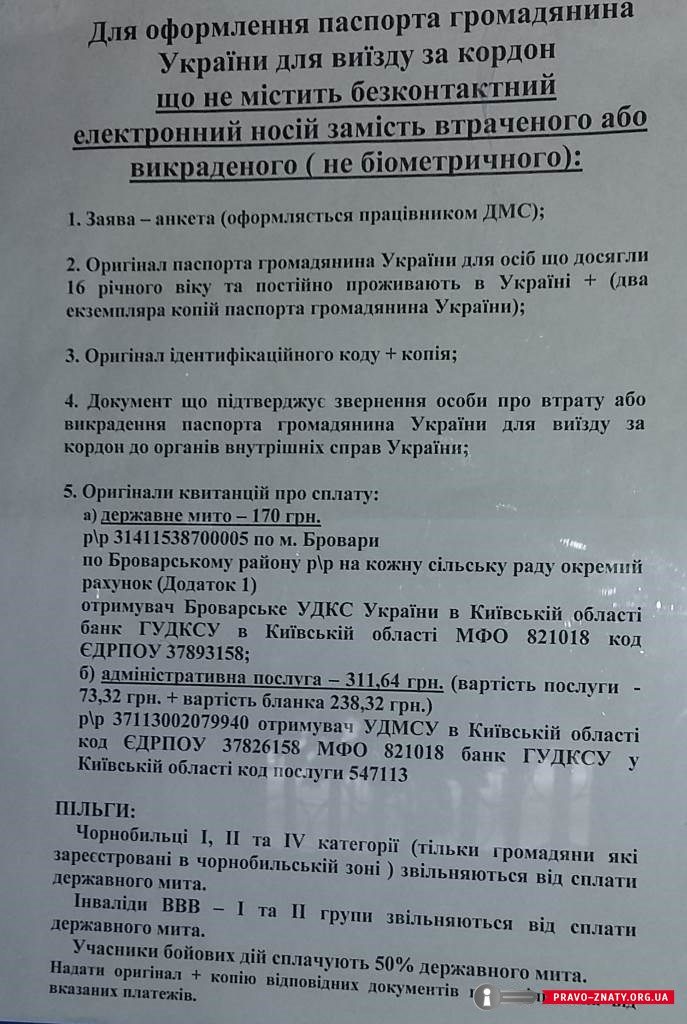 Для оформлення паспорта громадянина
України для виїзду за кордон
що не містить безконтактний
електронний носій замість втраченого або
викраденого ( не біометричного):
1. Заява – анкета (оформляється працівником ДМС);
2. Оригінал паспорта громадянина України для осіб що досягли
16 річного віку та постійно проживають в Україні + (два
екземпляра копій паспорта громадянина України);
3. Оригінал ідентифікаційного коду + копія;
4. Документ що підтверджує звернення особи про втрату або
викрадення паспорта громадянина України для виїзду за
кордон до органів внутрішніх справ України;
5. Оригінали квитанцій про сплату:
а) державне мито – 170 грн.
р\р 31411538700005 по м. Бровари
по Броварському району р\р на кожну сільську раду окремий
рахунок (Додаток 1)
отримувач Броварське УДКС України в Київській області
банк ГУДКСУ в Київській області МФО 821018 код
ЄДРПОУ 37893158;
б) адміністративна послуга – 311,64 грн. (вартість послуги -
73,32 грн. + вартість бланка 238,32 грн.)
р\р 37113002079940 отримувач УДМСУ в Київській області
код ЄДРПОУ 37826158 МФО 821018 банк ГУДКСУ у
Київській області код послуги 547113
ПІЛЬГИ:
Чорнобильці І, ІІ та IV категорії (тільки громадяни які
зареєстровані в чорнобильській зоні ) звільняються від сплати
державного мита.
Інваліди ВВВ – І та ІІ групи звільняються від сплати
державного мита.
Учасники бойових дій сплачують 50% державного мита.
Надати оригінал + копію відповідних документів від
вказаних платежів.
PRAVO-ZNATY.ORG.UA